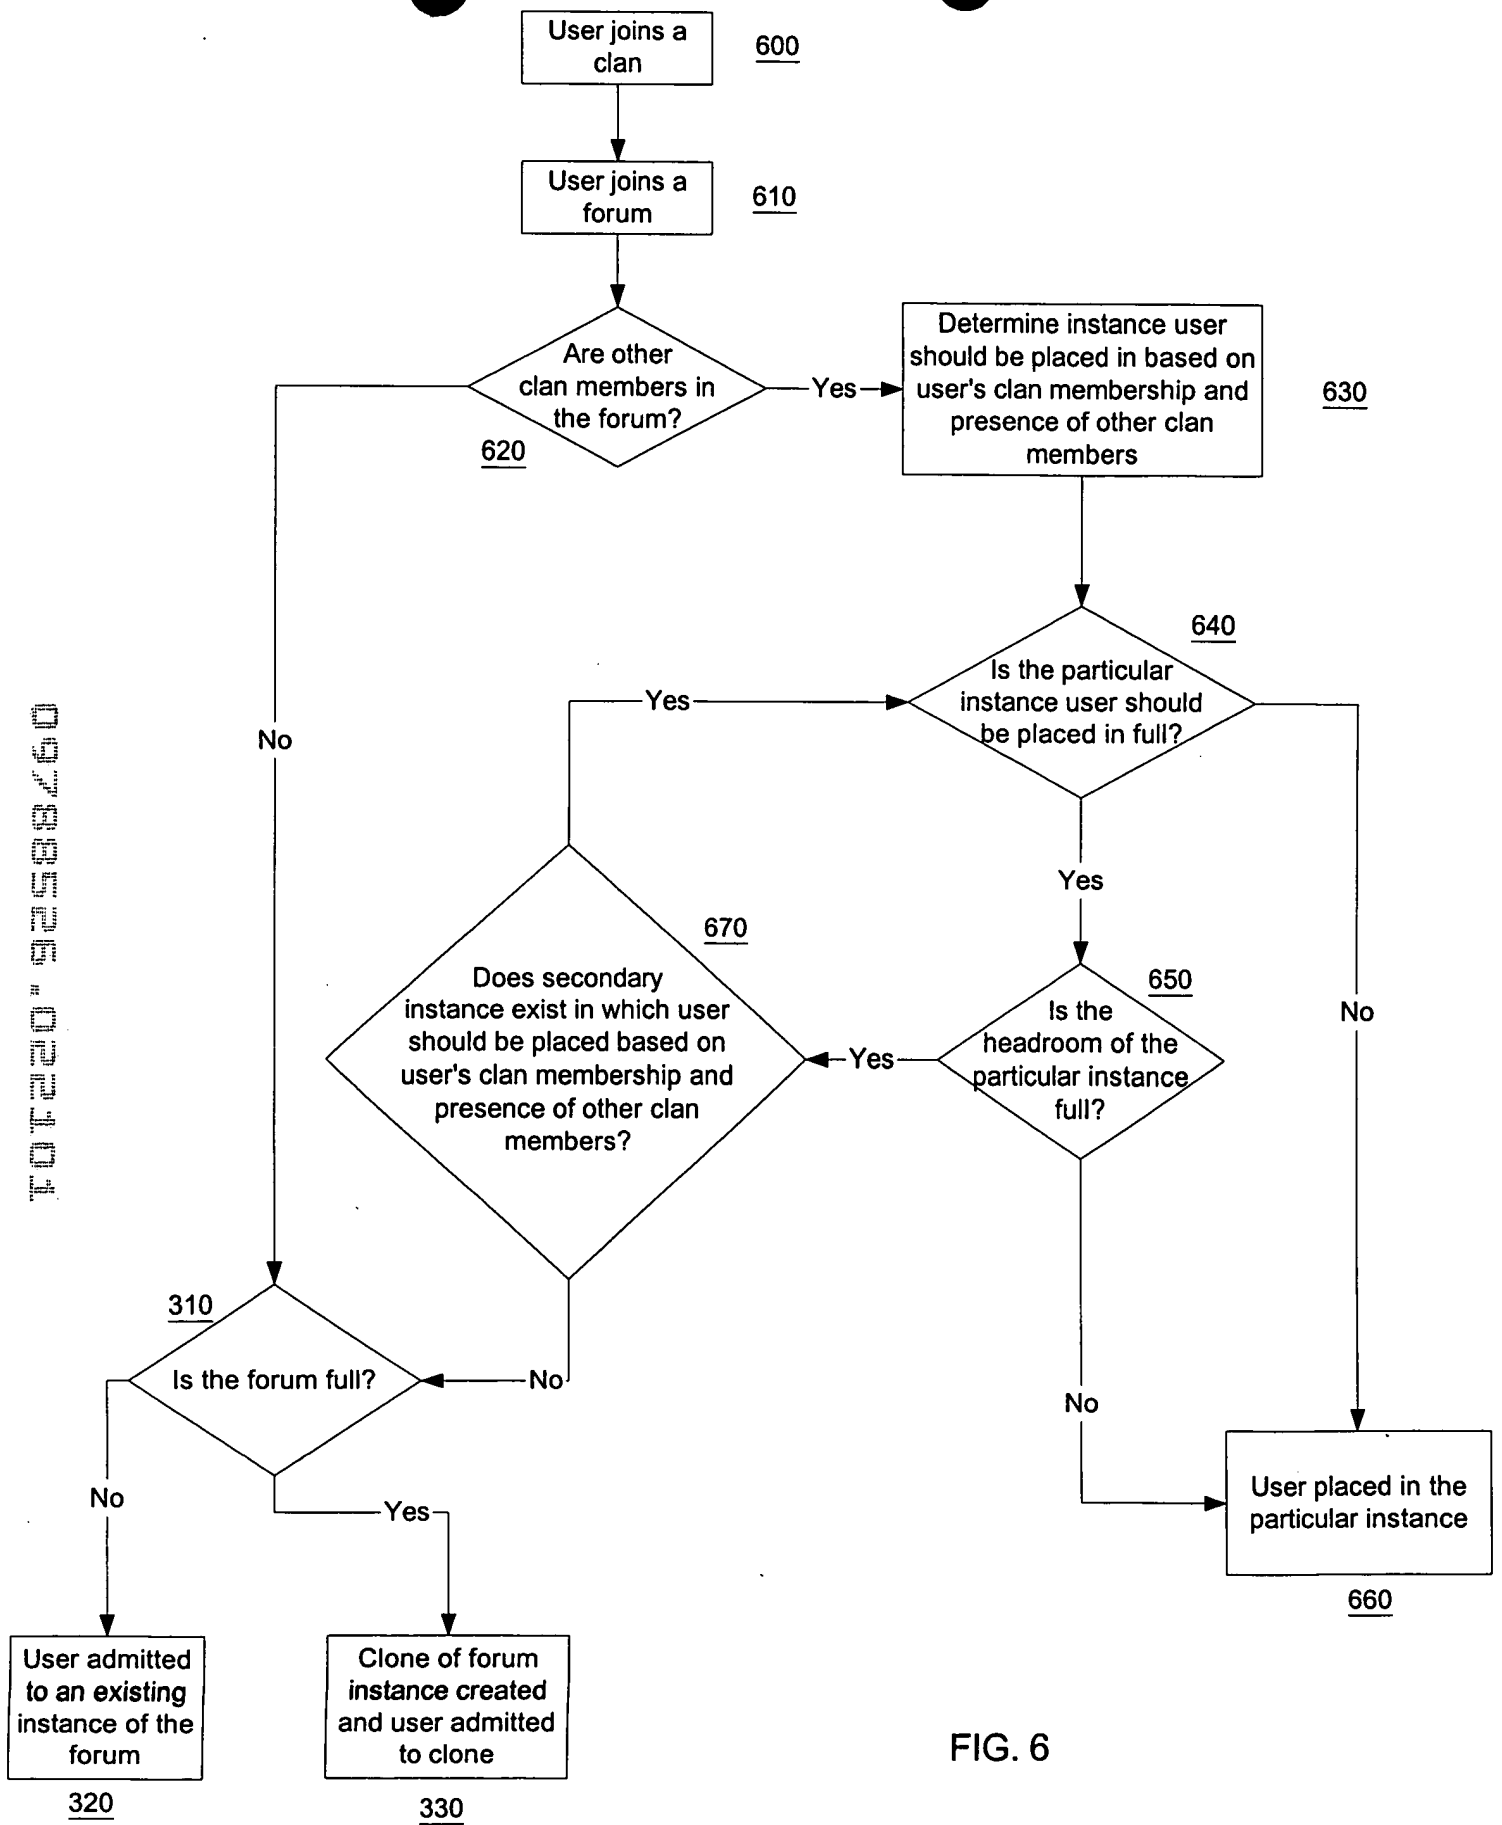 User joins a
clan
600
User joins a
forum
610
Are other
clan members in
the forum?
620
Yes
Determine instance user
should be placed in based on
user's clan membership and
presence of other clan
members
630
No
Is the particular
instance user should
be placed in full?
640
Yes
Yes
No
Is the
headroom of the
particular instance
full?
650
Yes
No
Does secondary
instance exist in which user
should be placed based on
user's clan membership and
presence of other clan
members?
670
No
Is the forum full?
310
No
Yes
User placed in the
particular instance
660
User admitted
to an existing
instance of the
forum
320
Clone of forum
instance created
and user admitted
to clone
330
FIG. 6
09788526.022101